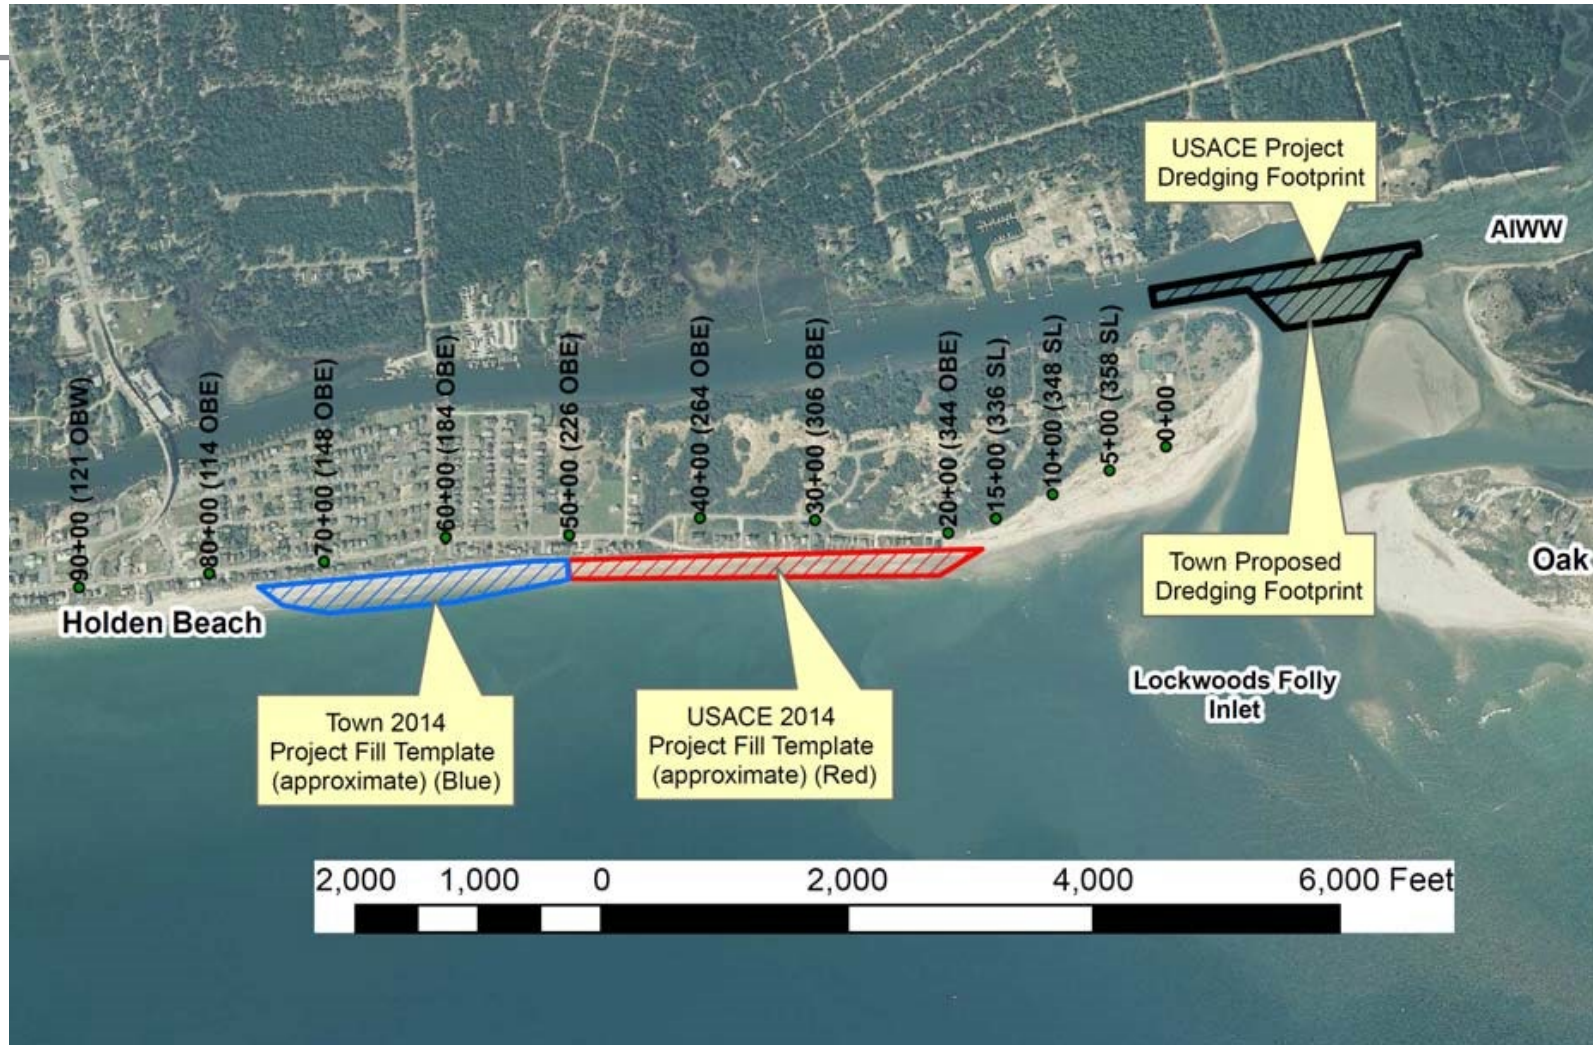 USACE Project
Dredging Footprint
AIWW
90+00 (121 OBW)
80+00 (114 OBE)
70+00 (148 OBE)
60+00 (184 OBE)
50+00 (226 OBE)
40+00 (264 OBE)
30+00 (306 OBE)
20+00 (344 OBE)
15+00 (336 SL)
10+00 (348 SL)
5+00 (358 SL)
0+00
Town Proposed
Dredging Footprint
Oak
Holden Beach
Lockwoods Folly
Inlet
Town 2014
Project Fill Template
(approximate) (Blue)
USACE 2014
Project Fill Template
(approximate) (Red)
2,000 1,000 0 2,000 4,000 6,000 Feet